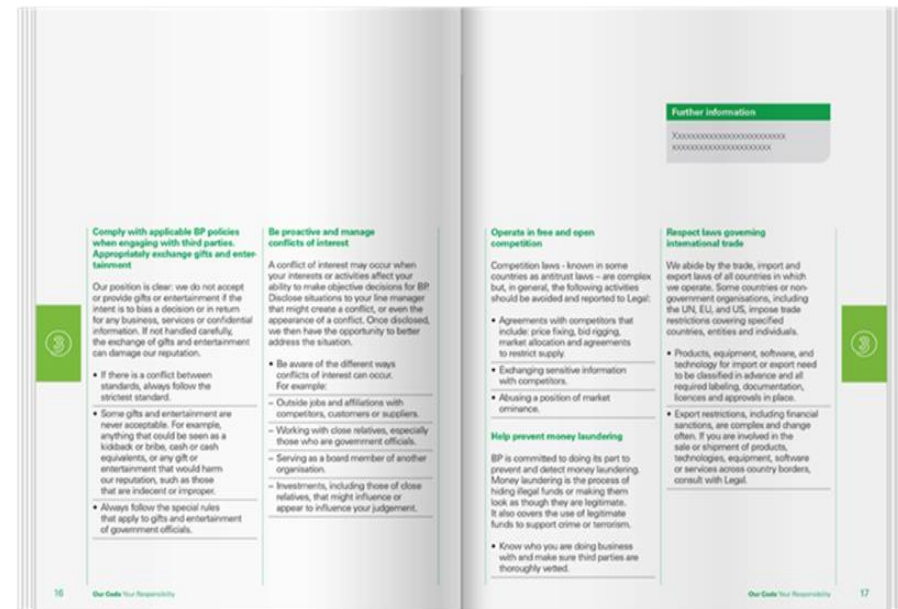 Comply with applicable BP policies
when engaging with third parties.
Appropriately exchange gifts and enter-
tainment
Our position is clear: we do not accept
or provide gifts or entertainment if the
intent is to bias a decision or in return
for any business, services or confidential
information. If not handled carefully,
the exchange of gifts and entertainment
can damage our reputation.
• If there is a conflict between
standards, always follow the
strictest standard.
• Some gifts and entertainment are
never acceptable. For example,
anything that could be seen as a
kickback or bribe, cash or cash
equivalents, or any gift or
entertainment that would harm
our reputation, such as those
that are indecent or improper.
• Always follow the special rules
that apply to gifts and entertainment
of government officials.
Be proactive and manage
conflicts of interest
A conflict of interest may occur when
your interests or activities affect your
ability to make objective decisions for BP.
Disclose situations to your line manager
that might create a conflict, or even the
appearance of a conflict. Once disclosed,
we then have the opportunity to better
address the situation.
• Be aware of the different ways
conflicts of interest can occur.
For example:
– Outside jobs and affiliations with
competitors, customers or suppliers.
– Working with close relatives, especially
those who are government officials.
– Serving as a board member of another
organisation.
– Investments, including those of close
relatives, that might influence or
appear to influence your judgement.
3
16
Our Code Your Responsibility
Operate in free and open
competition
Competition laws - known in some
countries as antitrust laws – are complex
but, in general, the following activities
should be avoided and reported to Legal:
• Agreements with competitors that
include: price fixing, bid rigging,
market allocation and agreements
to restrict supply.
• Exchanging sensitive information
with competitors.
• Abusing a position of market
ominance.
Help prevent money laundering
BP is committed to doing its part to
prevent and detect money laundering.
Money laundering is the process of
hiding illegal funds or making them
look as though they are legitimate.
It also covers the use of legitimate
funds to support crime or terrorism.
• Know who you are doing business
with and make sure third parties are
thoroughly vetted.
Further information
Respect laws governing
international trade
We abide by the trade, import and
export laws of all countries in which
we operate. Some countries or non-
government organisations, including
the UN, EU, and US, impose trade
restrictions covering specified
countries, entities and individuals.
• Products, equipment, software, and
technology for import or export need
to be classified in advance and all
required labeling, documentation,
licences and approvals in place.
• Export restrictions, including financial
sanctions, are complex and change
often. If you are involved in the
sale or shipment of products,
technologies, equipment, software
or services across country borders,
consult with Legal.
3
Our Code Your Responsibility
17